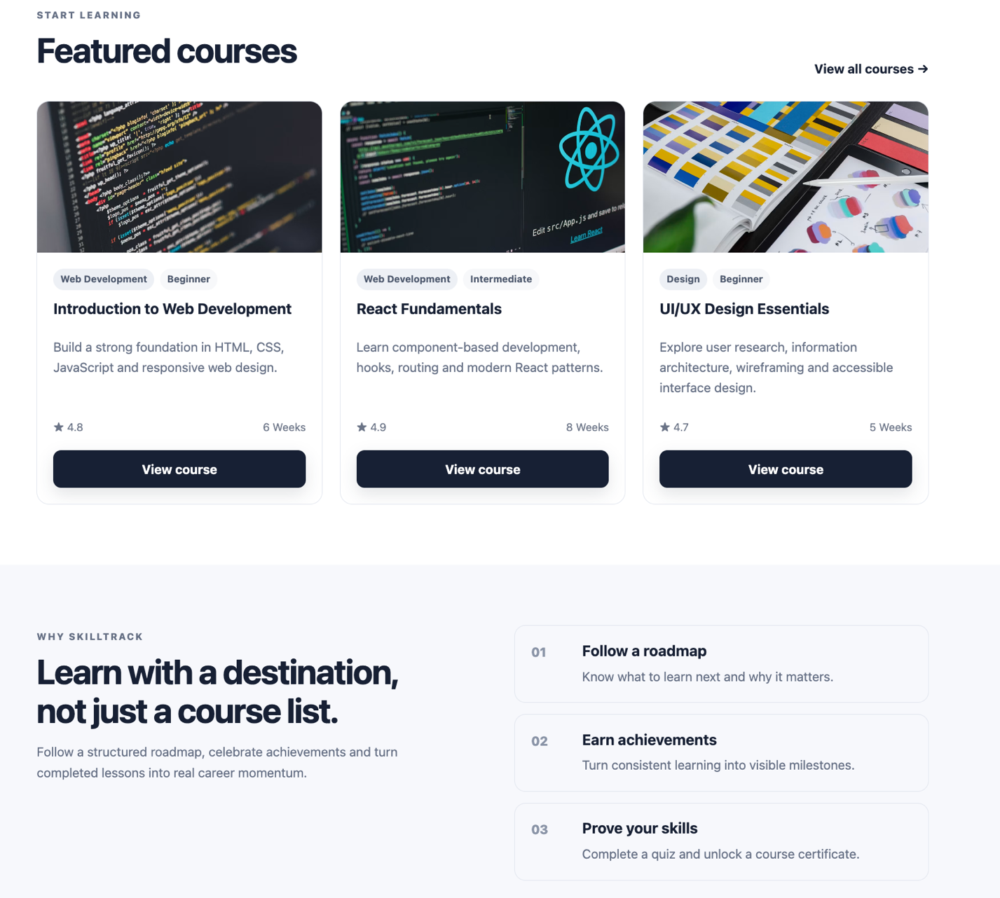 START LEARNING
Featured courses
View all courses →
Edit src/App.js and save to
Learn React
Web Development
Beginner
Introduction to Web Development
Build a strong foundation in HTML, CSS,
JavaScript and responsive web design.
★ 4.8
6 Weeks
View course
Web Development
Intermediate
React Fundamentals
Learn component-based development,
hooks, routing and modern React patterns.
★ 4.9
8 Weeks
View course
Design
Beginner
UI/UX Design Essentials
Explore user research, information
architecture, wireframing and accessible
interface design.
★ 4.7
5 Weeks
View course
WHY SKILLTRACK
Learn with a destination,
not just a course list.
Follow a structured roadmap, celebrate achievements and turn
completed lessons into real career momentum.
01
Follow a roadmap
Know what to learn next and why it matters.
02
Earn achievements
Turn consistent learning into visible milestones.
03
Prove your skills
Complete a quiz and unlock a course certificate.